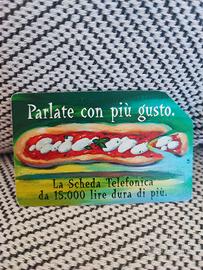 Parlate con più gusto.
La Scheda Telefonica
da 15.000 lire dura di più.